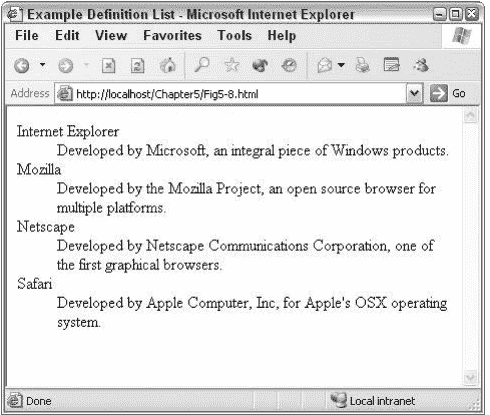 Example Definition List - Microsoft Internet Explorer
File Edit View Favorites Tools Help
Address http://localhost/Chapter5/Fig5-8.html Go
Internet Explorer
Developed by Microsoft, an integral piece of Windows products.
Mozilla
Developed by the Mozilla Project, an open source browser for
multiple platforms.
Netscape
Developed by Netscape Communications Corporation, one of
the first graphical browsers.
Safari
Developed by Apple Computer, Inc, for Apple's OSX operating
system.
Done Local intranet